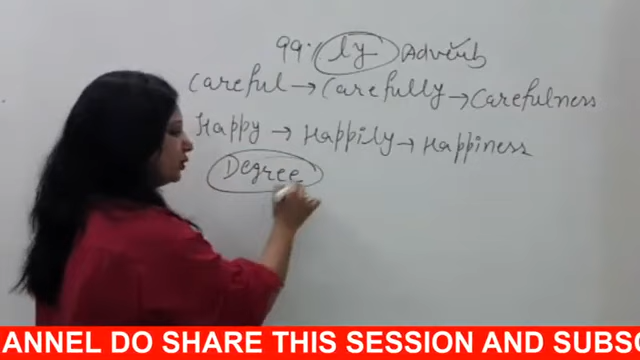 99% ly Adverb
Careful → Carefully → Carefulness
Happy → Happily → Happiness
Degree
ANNEL DO SHARE THIS SESSION AND SUBSC